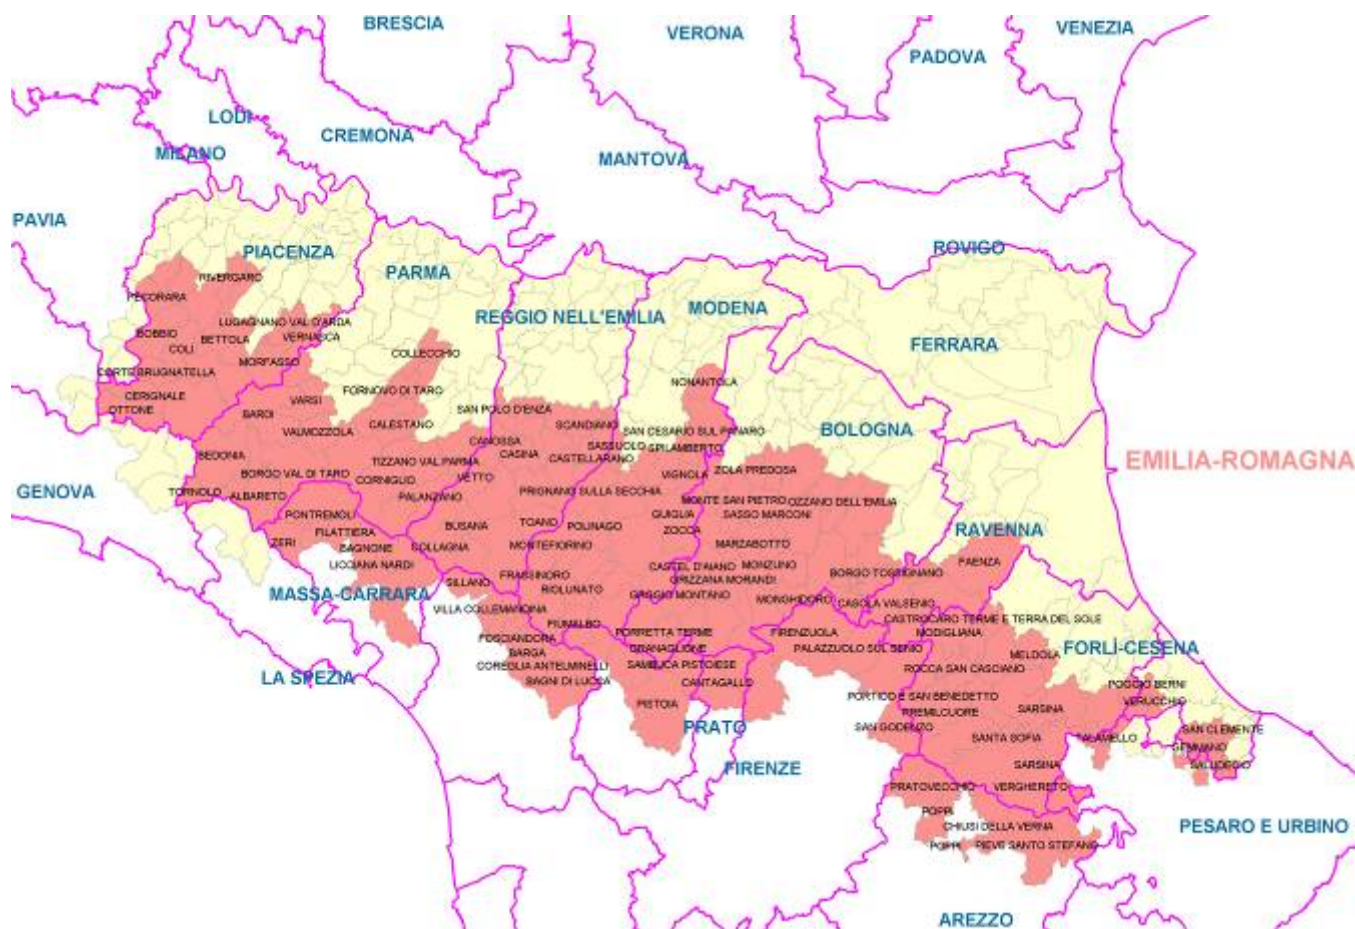 BRESCIA
VERONA
VENEZIA
PADOVA
LODI
CREMONA
MILANO
MANTOVA
PAVIA
ROVIGO
PIACENZA
PARMA
RIVERGARO
PECORARA
MODENA
REGGIO NELL'EMILIA
LUGAGNANO VAL D'ARDA
BOBBIO
BETTOLA
VERNASCA
COLI
FERRARA
COLLECCHIO
MORFASSO
CORTE BRUGNATELLA
NONANTOLA
FORNOVO DI TARO
CERIGNALE
VARSI
OTTONE
BARDI
SAN POLO D'ENZA
CALESTANO
SCANDIANO
VALMOZZOLA
SAN CESARIO SUL PANARO
BOLOGNA
CANOSSA
SASSUOLO
SPILAMBERTO
BEDONIA
CASINA
CASTELLARANO
TIZZANO VAL PARMA
EMILIA-ROMAGNA
BORGO VAL DI TARO
CORNIGLIO
VETTO
VIGNOLA
ZOLA PREDOSA
GENOVA
TORNOLO
ALBARETO
PALANZANO
PRIGNANO SULLA SECCHIA
MONTE SAN PIETRO
OZZANO DELL'EMILIA
PONTREMOLI
GUIGLIA
SASSO MARCONI
BUSANA
TOANO
POLINAGO
ZOCCA
RAVENNA
FILATTIERA
ZERI
BAGNONE
COLLAGNA
MONTEFIORINO
MARZABOTTO
FAENZA
LICCIANA NARDI
CASTEL D'AIANO
MONZUNO
BORGO TOSSIGNANO
FRASSINORO
GRIZZANA MORANDI
SILLANO
RIOLUNATO
MASSA-CARRARA
GAGGIO MONTANO
MONGHIDORO
CASOLA VALSENIO
VILLA COLLEMANDINA
CASTROCARO TERME E TERRA DEL SOLE
FIUMALBO
PORRETTA TERME
FIRENZUOLA
MODIGLIANA
FOSCIANDORA
GRANAGLIONE
PALAZZUOLO SUL SENIO
FORLÌ-CESENA
BARGA
MELDOLA
COREGLIA ANTELMINELLI
SAMBUCA PISTOIESE
ROCCA SAN CASCIANO
LA SPEZIA
BAGNI DI LUCCA
CANTAGALLO
POGGIO BERNI
PORTICO E SAN BENEDETTO
PISTOIA
VERUCCHIO
SARSINA
PREMILCUORE
PRATO
SAN GODENZO
SAN CLEMENTE
SANTA SOFIA
TALAMELLO
GEMMANO
FIRENZE
SARSINA
SALUDECIO
PRATOVECCHIO
VERGHERETO
POPPI
CHIUSI DELLA VERNA
PESARO E URBINO
POPPI
PIEVE SANTO STEFANO
AREZZO